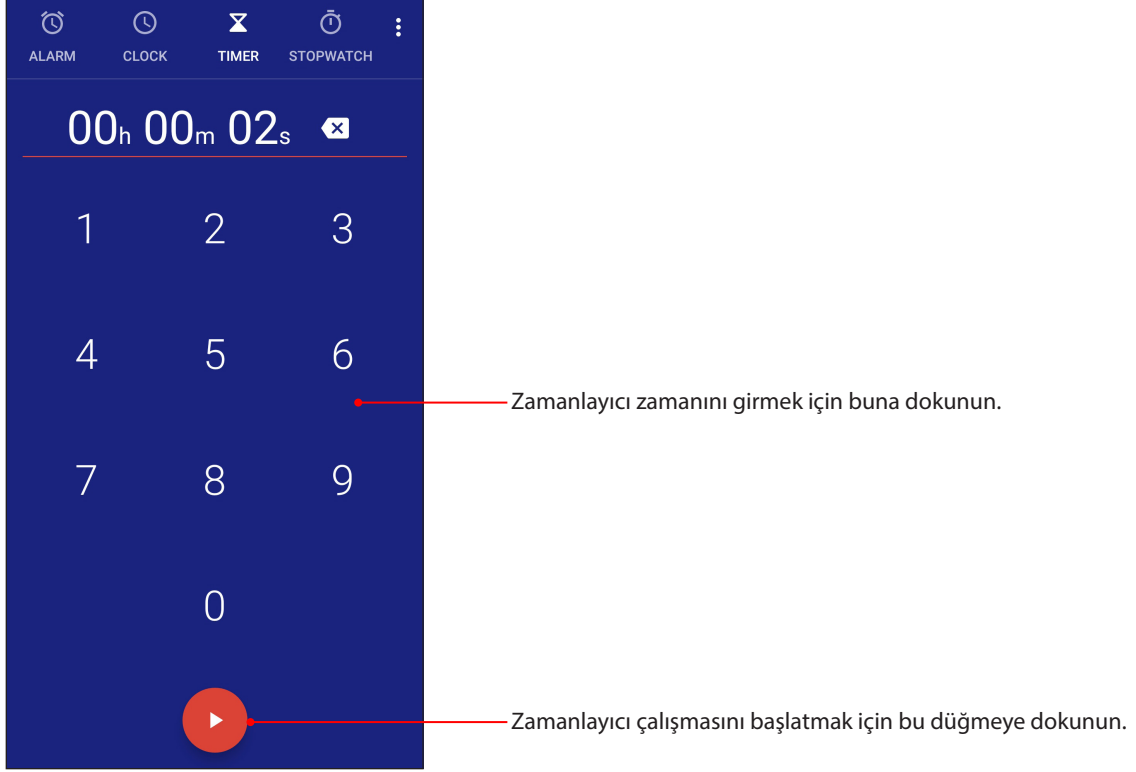 ALARM CLOCK TIMER STOPWATCH
00h 00m 02s
1 2 3
4 5 6
Zamanlayıcı zamanını girmek için buna dokunun.
7 8 9
0
Zamanlayıcı çalışmasını başlatmak için bu düğmeye dokunun.